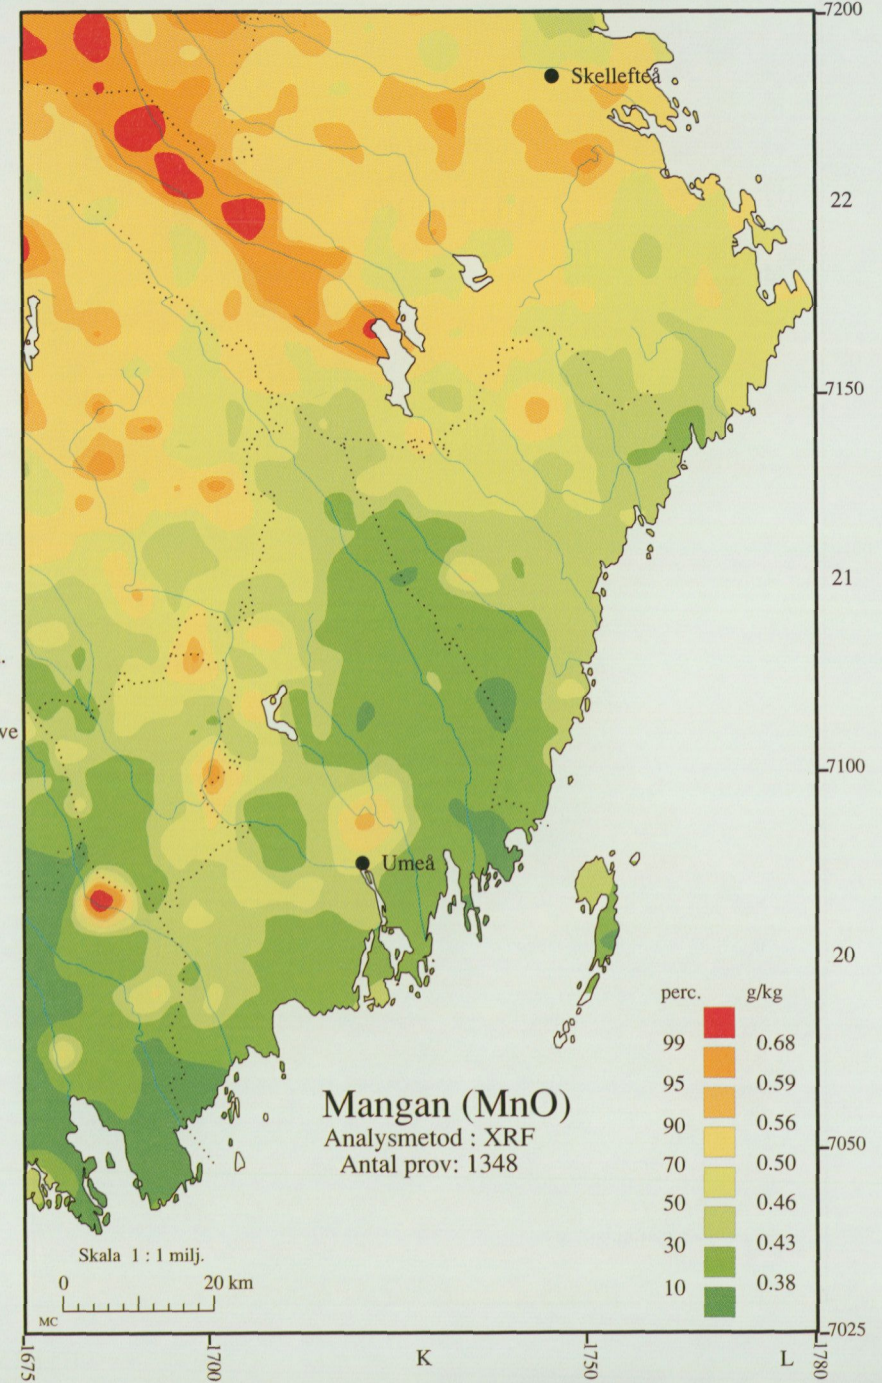 7200
Skellefteå
22
7150
21
.
ve
7100
Umeå
20
perc. g/kg
99 0.68
95 0.59
90 0.56
70 0.50
50 0.46
30 0.43
10 0.38
Mangan (MnO)
Analysmetod : XRF
Antal prov: 1348
7050
Skala 1 : 1 milj.
0 20 km
MC
7025
1675 1700 K 1750 L 1780